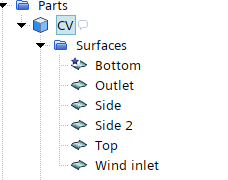 Parts
CV
Surfaces
Bottom
Outlet
Side
Side 2
Top
Wind inlet